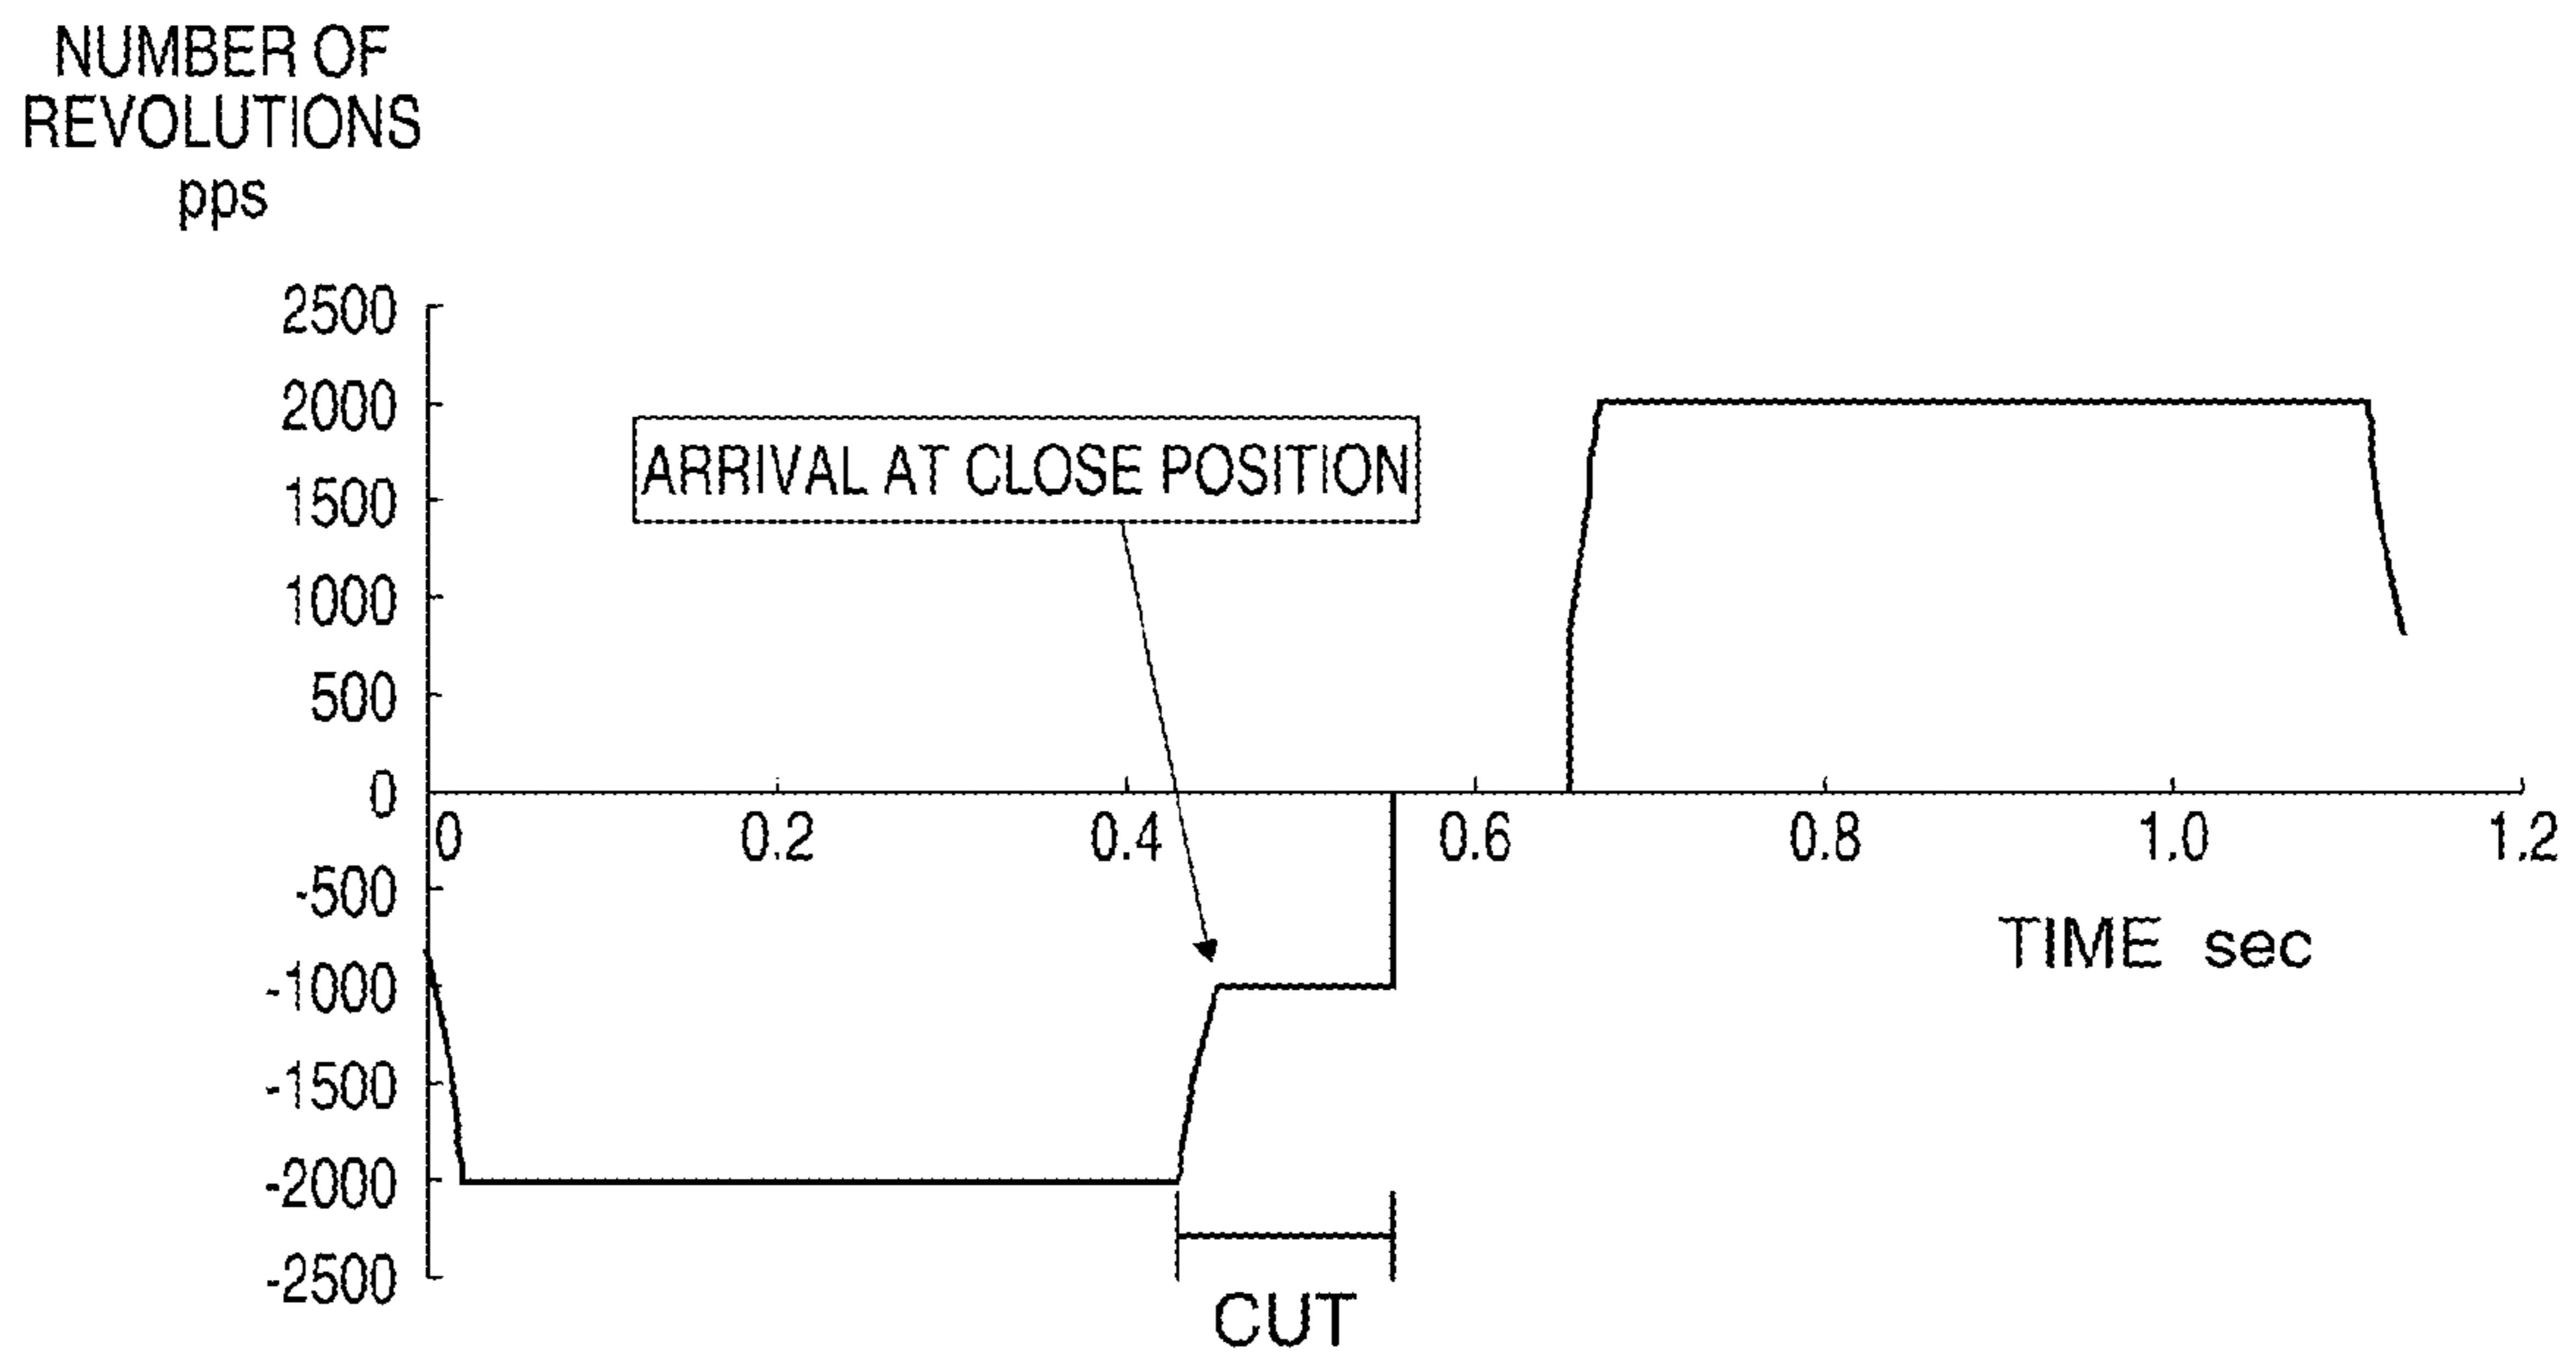 NUMBER OF
REVOLUTIONS
pps
2500
2000
ARRIVAL AT CLOSE POSITION
1500
1000
500
0
0 0.2 0.4 0.6 0.8 1.0 1.2
-500
TIME sec
-1000
-1500
-2000
-2500
CUT